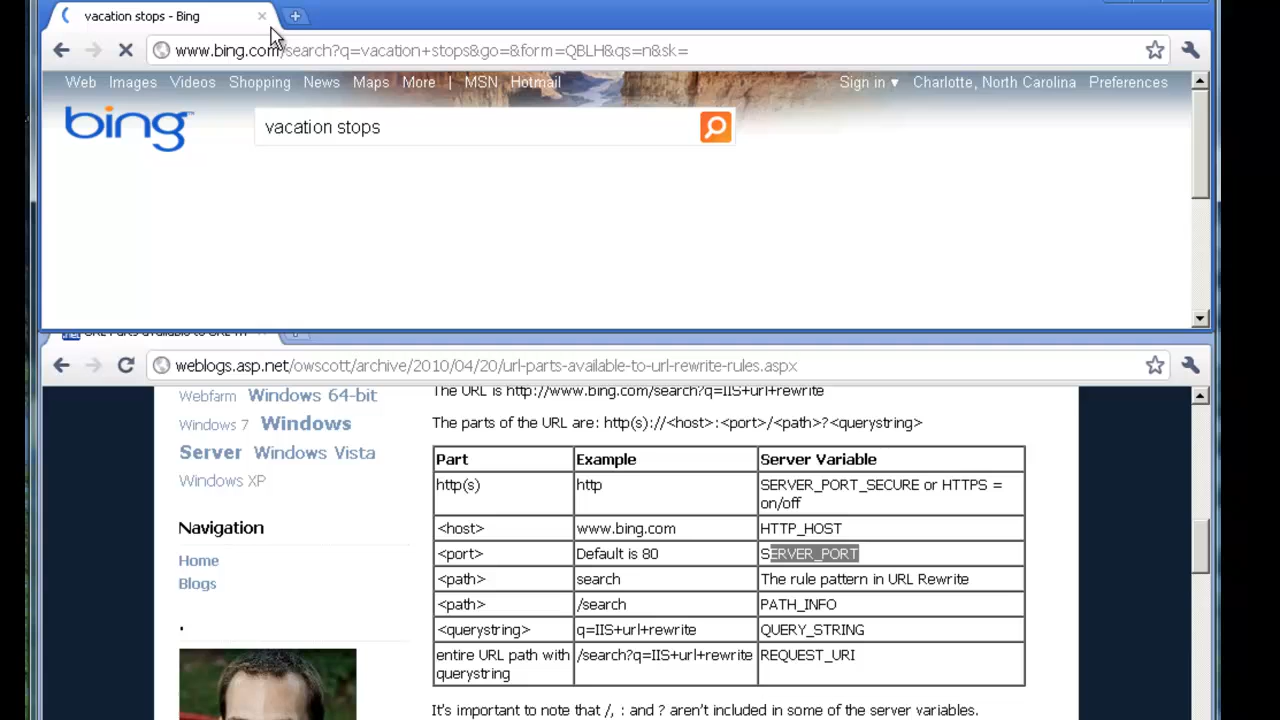 vacation stops - Bing
www.bing.com/search?q=vacation+stops&go=&form=QBLH&qs=n&sk=
Web Images Videos Shopping News Maps More | MSN Hotmail Sign in ▾ Charlotte, North Carolina Preferences
bing™ vacation stops
weblogs.asp.net/owscott/archive/2010/04/20/url-parts-available-to-url-rewrite-rules.aspx
Webfarm Windows 64-bit
Windows 7 Windows
Server Windows Vista
Windows XP
Navigation
Home
Blogs
.
The URL is http://www.bing.com/search?q=IIS+url+rewrite
The parts of the URL are: http(s)://<host>:<port>/<path>?<querystring>
Part Example Server Variable
http(s) http SERVER_PORT_SECURE or HTTPS =
on/off
<host> www.bing.com HTTP_HOST
<port> Default is 80 SERVER_PORT
<path> search The rule pattern in URL Rewrite
<path> /search PATH_INFO
<querystring> q=IIS+url+rewrite QUERY_STRING
entire URL path with /search?q=IIS+url+rewrite REQUEST_URI
querystring
It's important to note that /, : and ? aren't included in some of the server variables.